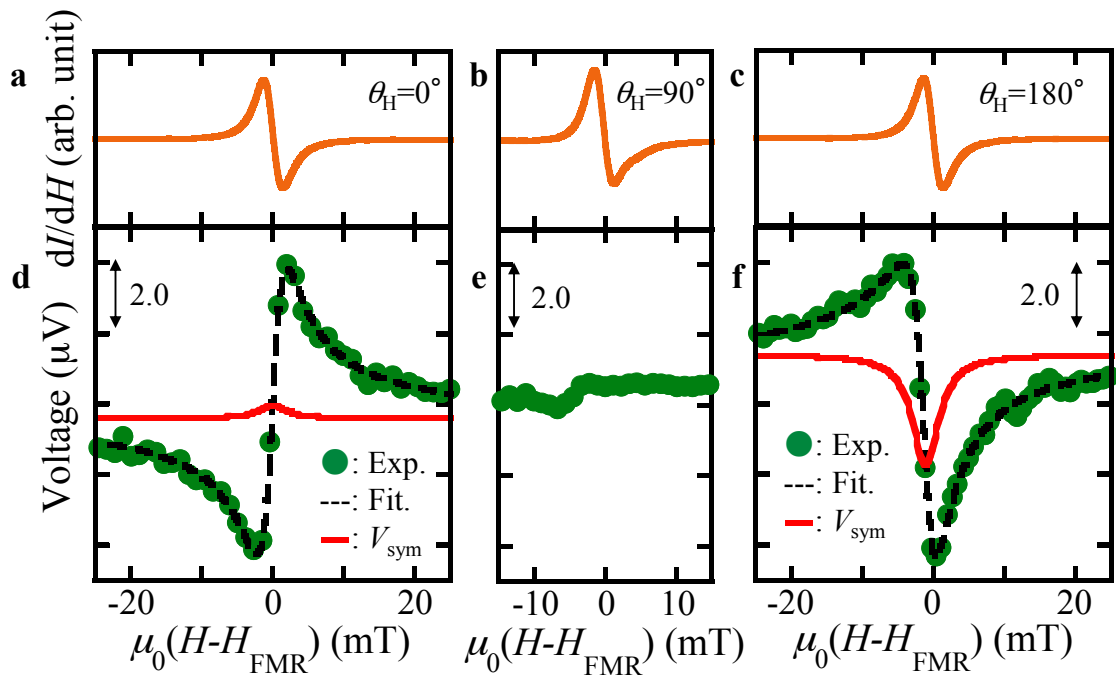 a
b
c
θH=0°
θH=90°
θH=180°
dI/dH (arb. unit)
d
e
f
2.0
2.0
2.0
Voltage (μV)
: Exp.
---: Fit.
: Vsym
: Exp.
---: Fit.
: Vsym
-20 0 20
-10 0 10
-20 0 20
μ0(H-HFMR) (mT)
μ0(H-HFMR) (mT)
μ0(H-HFMR) (mT)